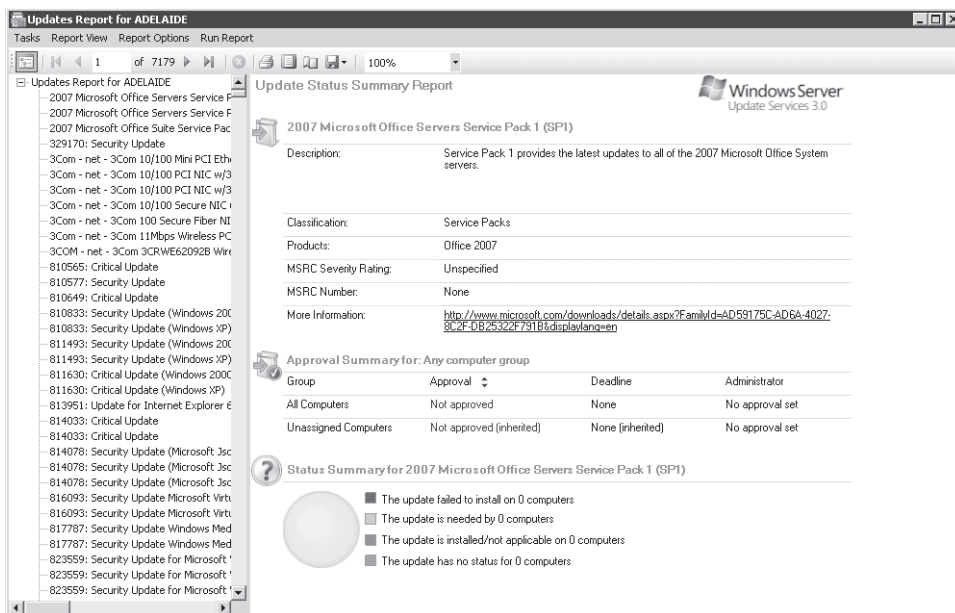 Updates Report for ADELAIDE
Tasks Report View Report Options Run Report
1 of 7179 100%
Updates Report for ADELAIDE
2007 Microsoft Office Servers Service P
2007 Microsoft Office Servers Service P
2007 Microsoft Office Suite Service Pac
329170: Security Update
3Com - net - 3Com 10/100 Mini PCI Eth
3Com - net - 3Com 10/100 PCI NIC w/3
3Com - net - 3Com 10/100 PCI NIC w/3
3Com - net - 3Com 10/100 Secure NIC
3Com - net - 3Com 100 Secure Fiber NI
3Com - net - 3Com 11Mbps Wireless PC
3COM - net - 3Com 3CRWE62092B Wire
810565: Critical Update
810577: Security Update
810649: Critical Update
810833: Security Update (Windows 200
810833: Security Update (Windows XP)
811493: Security Update (Windows 200
811493: Security Update (Windows XP)
811630: Critical Update (Windows 2000
811630: Critical Update (Windows XP)
813951: Update for Internet Explorer 6
814033: Critical Update
814033: Critical Update
814078: Security Update (Microsoft Jsc
814078: Security Update (Microsoft Jsc
814078: Security Update (Microsoft Jsc
816093: Security Update Microsoft Virtu
816093: Security Update Microsoft Virtu
817787: Security Update Windows Med
817787: Security Update Windows Med
823559: Security Update for Microsoft '
823559: Security Update for Microsoft '
823559: Security Update for Microsoft '
Update Status Summary Report
Windows Server
Update Services 3.0
2007 Microsoft Office Servers Service Pack 1 (SP1)
Description: Service Pack 1 provides the latest updates to all of the 2007 Microsoft Office System
servers.
Classification: Service Packs
Products: Office 2007
MSRC Severity Rating: Unspecified
MSRC Number: None
More Information: http://www.microsoft.com/downloads/details.aspx?FamilyId=AD59175C-AD6A-4027-
8C2F-DB25322F791B&displaylang=en
Approval Summary for: Any computer group
Group Approval Deadline Administrator
All Computers Not approved None No approval set
Unassigned Computers Not approved (inherited) None (inherited) No approval set
Status Summary for 2007 Microsoft Office Servers Service Pack 1 (SP1)
The update failed to install on 0 computers
The update is needed by 0 computers
The update is installed/not applicable on 0 computers
The update has no status for 0 computers